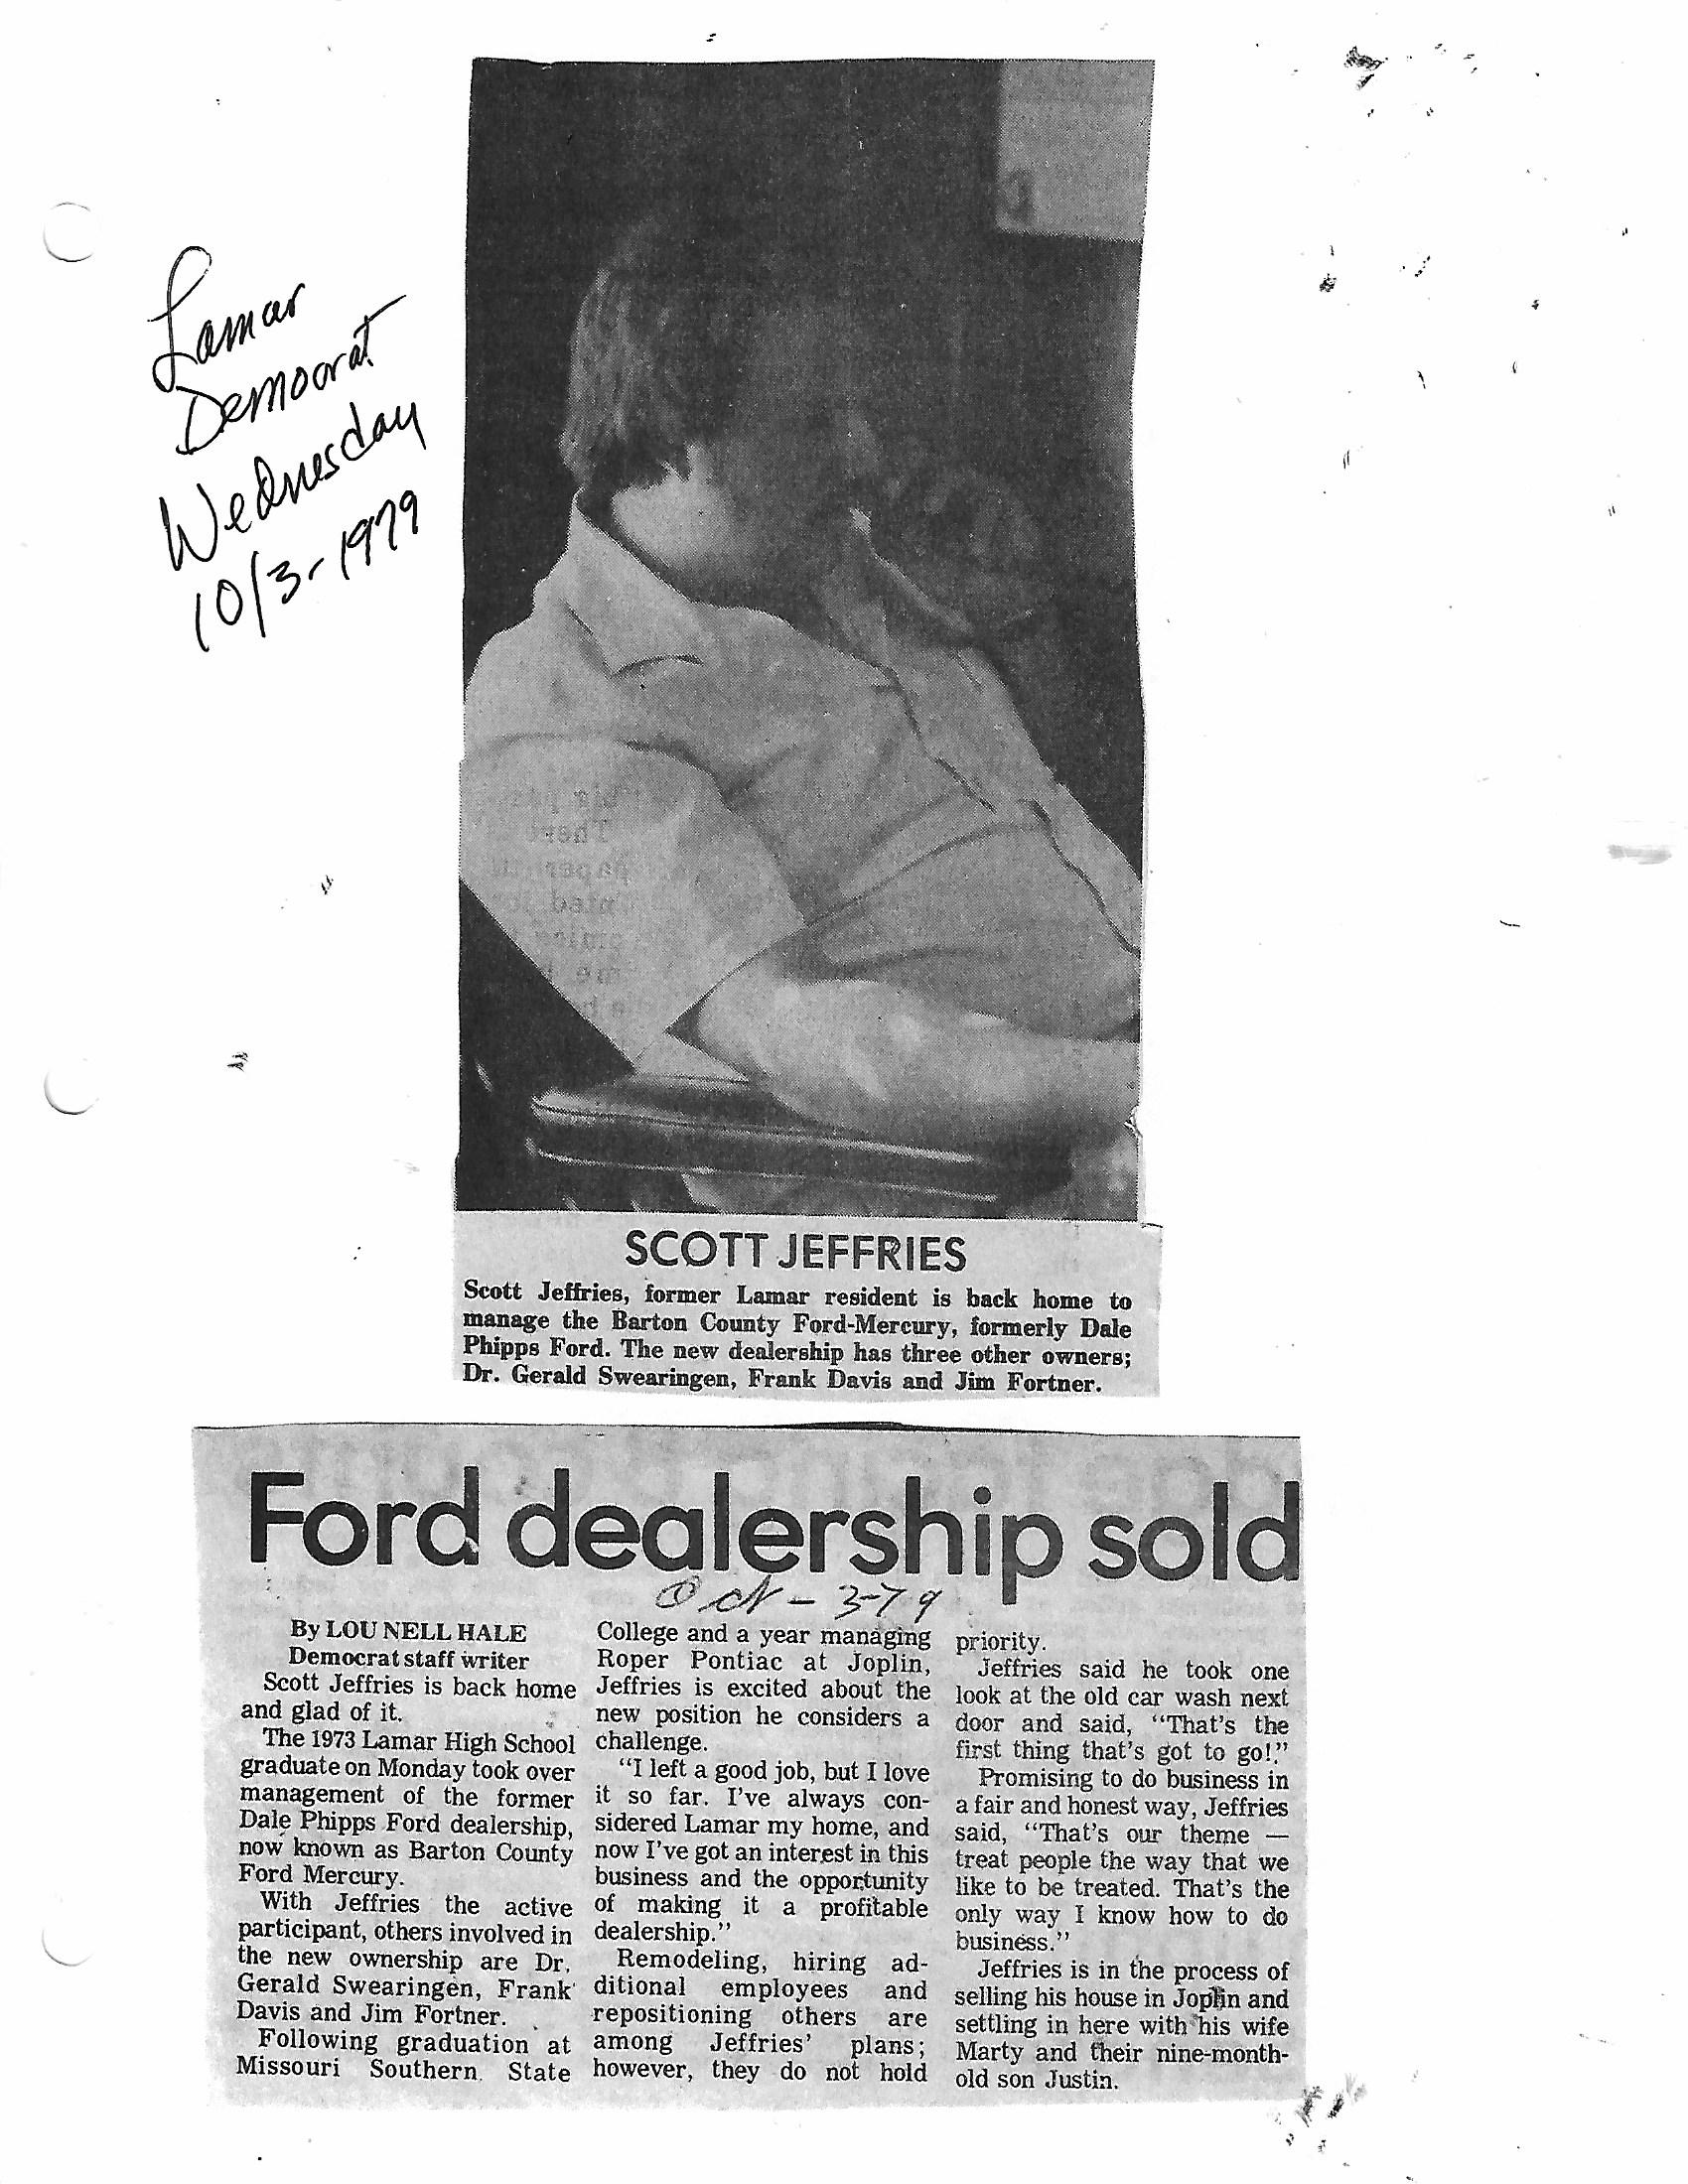 Lamar
Democrat
Wednesday
10/3-1979
SCOTT JEFFRIES
Scott Jeffries, former Lamar resident is back home to
manage the Barton County Ford-Mercury, formerly Dale
Phipps Ford. The new dealership has three other owners;
Dr. Gerald Swearingen, Frank Davis and Jim Fortner.
Ford dealership sold
Oct - 3-79
By LOU NELL HALE
Democrat staff writer
Scott Jeffries is back home
and glad of it.
The 1973 Lamar High School
graduate on Monday took over
management of the former
Dale Phipps Ford dealership,
now known as Barton County
Ford Mercury.
With Jeffries the active
participant, others involved in
the new ownership are Dr.
Gerald Swearingen, Frank
Davis and Jim Fortner.
Following graduation at
Missouri Southern State
College and a year managing
Roper Pontiac at Joplin,
Jeffries is excited about the
new position he considers a
challenge.
"I left a good job, but I love
it so far. I've always con-
sidered Lamar my home, and
now I've got an interest in this
business and the opportunity
of making it a profitable
dealership."
Remodeling, hiring ad-
ditional employees and
repositioning others are
among Jeffries' plans;
however, they do not hold
priority.
Jeffries said he took one
look at the old car wash next
door and said, "That's the
first thing that's got to go!"
Promising to do business in
a fair and honest way, Jeffries
said, "That's our theme —
treat people the way that we
like to be treated. That's the
only way I know how to do
business."
Jeffries is in the process of
selling his house in Joplin and
settling in here with his wife
Marty and their nine-month-
old son Justin.